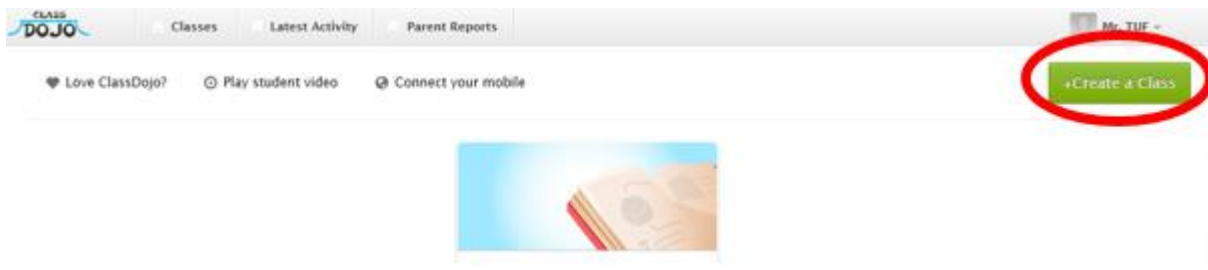 CLASS
DOJO
Classes Latest Activity Parent Reports Mr. TUF
Love ClassDojo? Play student video Connect your mobile +Create a Class